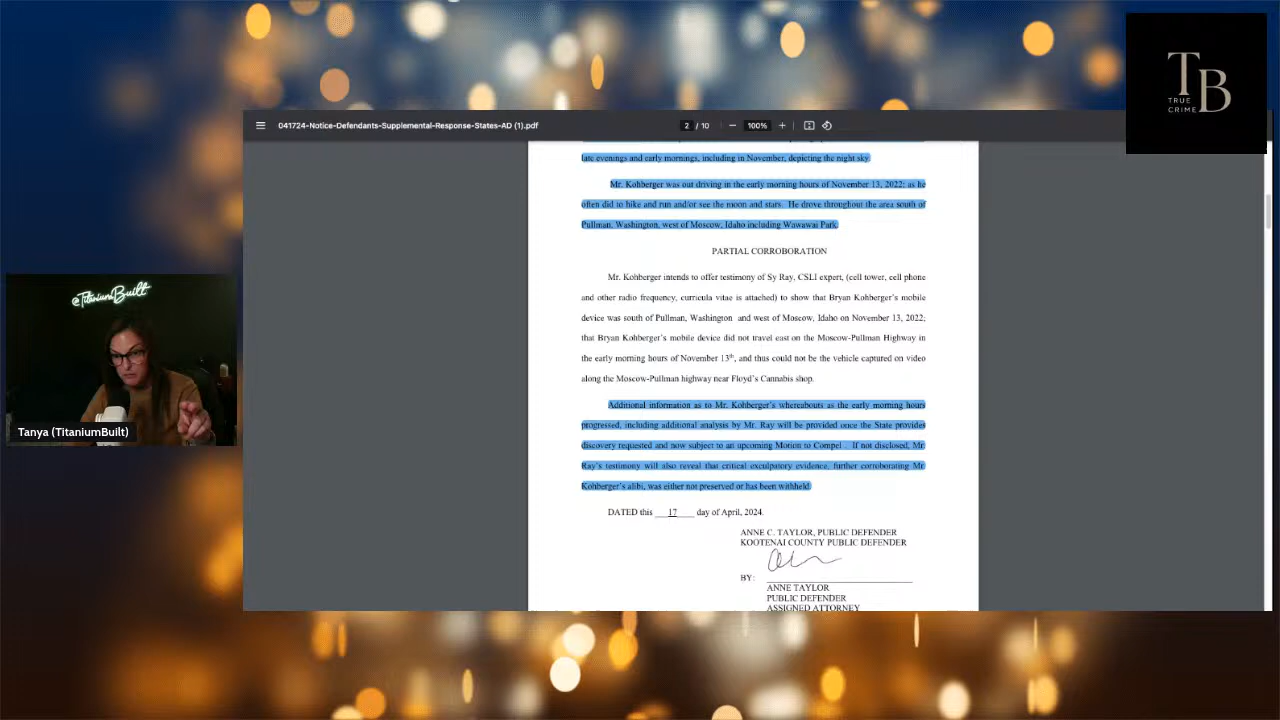 TB
TRUE
CRIME
041724-Notice-Defendants-Supplemental-Response-States-AD (1).pdf
2 / 10
100%
late evenings and early mornings, including in November, depicting the night sky.
Mr. Kohberger was out driving in the early morning hours of November 13, 2022; as he
often did to hike and run and/or see the moon and stars. He drove throughout the area south of
Pullman, Washington, west of Moscow, Idaho including Wawawai Park.
PARTIAL CORROBORATION
Mr. Kohberger intends to offer testimony of Sy Ray, CSLI expert, (cell tower, cell phone
and other radio frequency, curricula vitae is attached) to show that Bryan Kohberger's mobile
device was south of Pullman, Washington and west of Moscow, Idaho on November 13, 2022;
that Bryan Kohberger's mobile device did not travel east on the Moscow-Pullman Highway in
the early morning hours of November 13th, and thus could not be the vehicle captured on video
along the Moscow-Pullman highway near Floyd's Cannabis shop.
Additional information as to Mr. Kohberger's whereabouts as the early morning hours
progressed, including additional analysis by Mr. Ray will be provided once the State provides
discovery requested and now subject to an upcoming Motion to Compel . If not disclosed, Mr.
Ray's testimony will also reveal that critical exculpatory evidence, further corroborating Mr.
Kohberger's alibi, was either not preserved or has been withheld.
DATED this ___17___ day of April, 2024.
ANNE C. TAYLOR, PUBLIC DEFENDER
KOOTENAI COUNTY PUBLIC DEFENDER
BY:
ANNE TAYLOR
PUBLIC DEFENDER
ASSIGNED ATTORNEY
@TitaniumBuilt
Tanya (TitaniumBuilt)